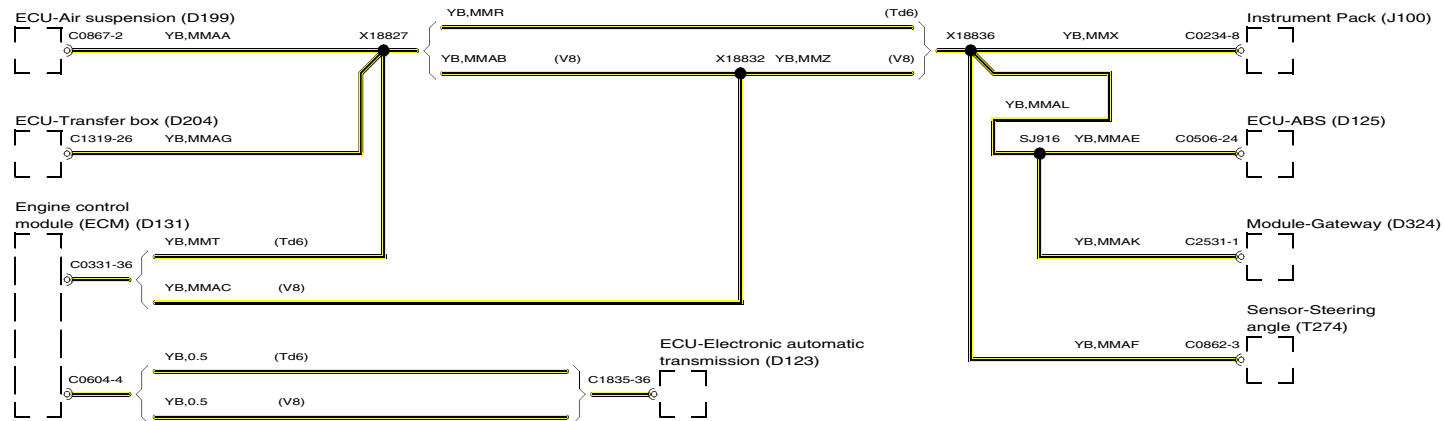 ECU-Air suspension (D199)
C0867-2 YB,MMAA X18827
YB,MMR (Td6)
YB,MMAB (V8) X18832 YB,MMZ (V8)
X18836 YB,MMX C0234-8
Instrument Pack (J100)
YB,MMAL
ECU-Transfer box (D204)
C1319-26 YB,MMAG
SJ916 YB,MMAE C0506-24
ECU-ABS (D125)
Engine control
module (ECM) (D131)
C0331-36
YB,MMT (Td6)
YB,MMAC (V8)
YB,MMAK C2531-1
Module-Gateway (D324)
Sensor-Steering
angle (T274)
YB,MMAF C0862-3
C0604-4
YB,0.5 (Td6)
YB,0.5 (V8)
C1835-36
ECU-Electronic automatic
transmission (D123)